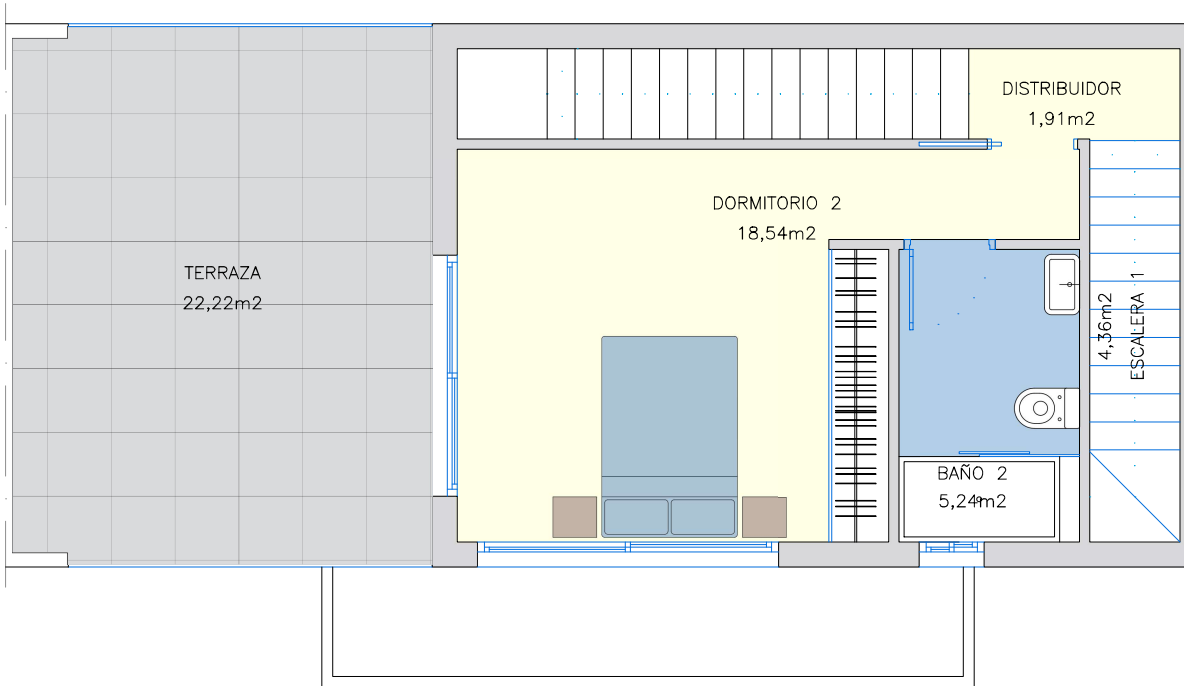 DISTRIBUIDOR
1,91m2
DORMITORIO 2
18,54m2
TERRAZA
22,22m2
4,36m2
ESCALERA 1
BAÑO 2
5,24m2